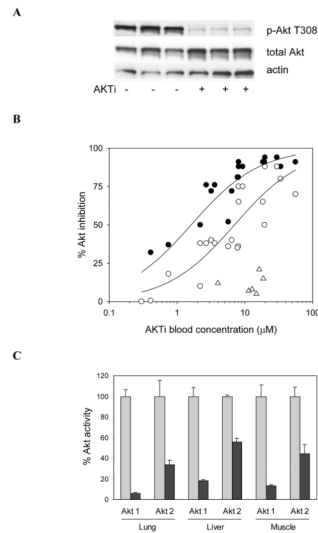 A
p-Akt T308
total Akt
actin
AKTi - - - + + +
B
100
75
50
25
0
% Akt inhibition
0.1 1 10 100
AKTi blood concentration (μM)
C
120
100
80
60
40
20
0
% Akt activity
Akt 1 Akt 2 Akt 1 Akt 2 Akt 1 Akt 2
Lung Liver Muscle